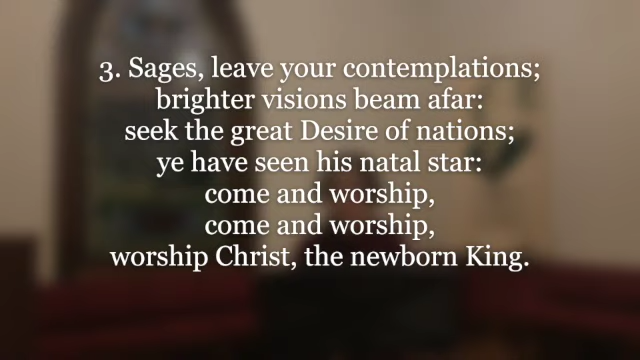 3. Sages, leave your contemplations;
brighter visions beam afar:
seek the great Desire of nations;
ye have seen his natal star:
come and worship,
come and worship,
worship Christ, the newborn King.